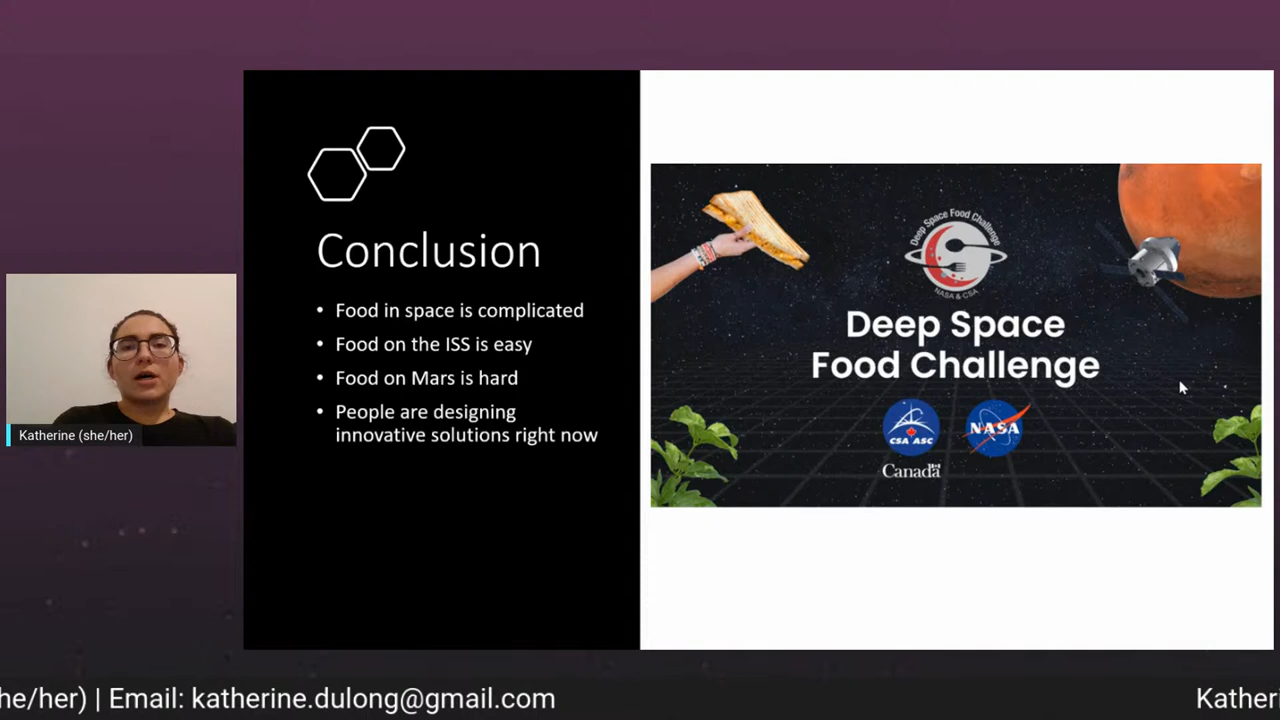 Conclusion
• Food in space is complicated
• Food on the ISS is easy
• Food on Mars is hard
• People are designing
innovative solutions right now
Deep Space Food Challenge
NASA & CSA
Deep Space
Food Challenge
CSA ASC
NASA
Canada
Katherine (she/her)
he/her) | Email: katherine.dulong@gmail.com
Katheri